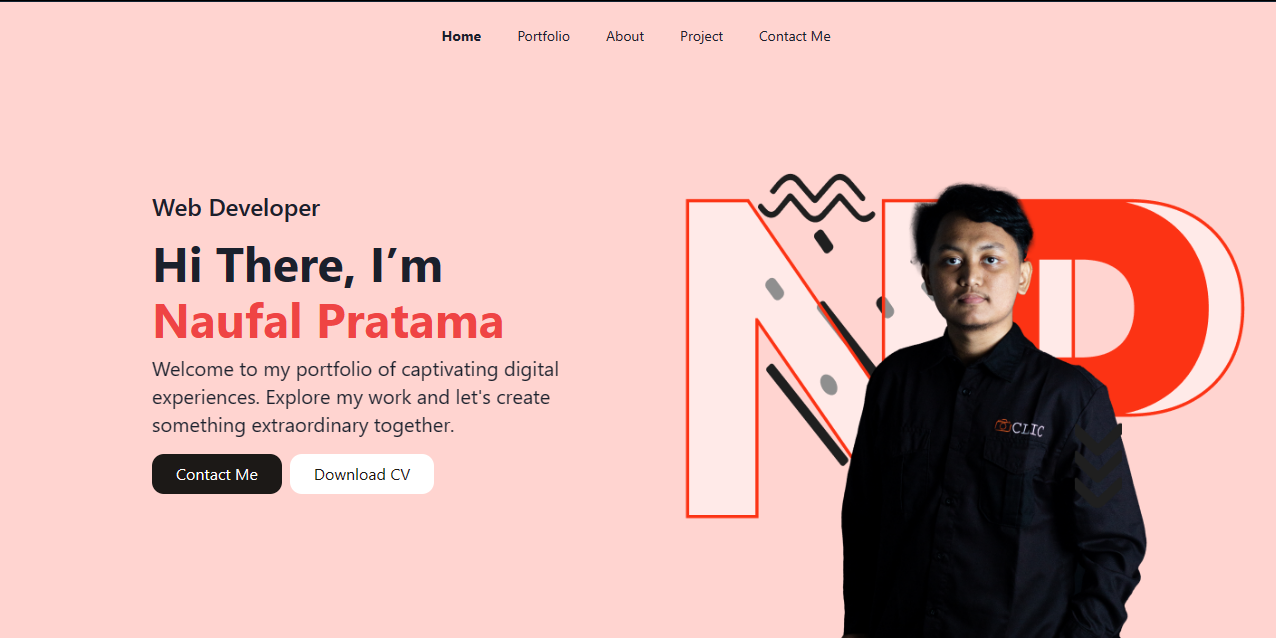 Home Portfolio About Project Contact Me
Web Developer
Hi There, I’m
Naufal Pratama
Welcome to my portfolio of captivating digital
experiences. Explore my work and let's create
something extraordinary together.
Contact Me Download CV
NP
CLIC